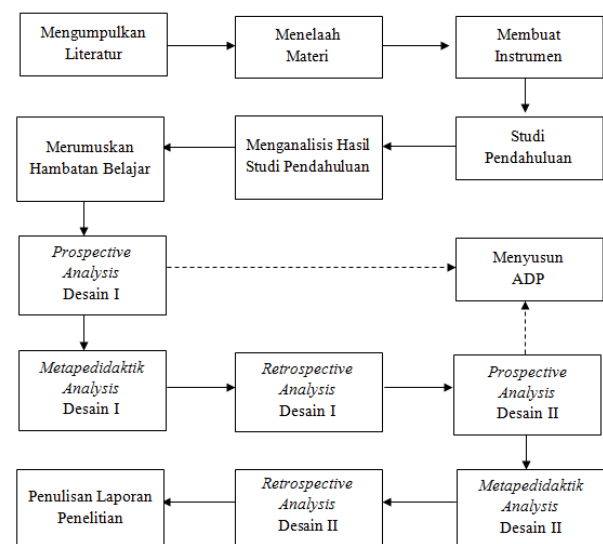 Mengumpulkan
Literatur
Menelaah
Materi
Membuat
Instrumen
Studi
Pendahuluan
Menganalisis Hasil
Studi Pendahuluan
Merumuskan
Hambatan Belajar
Prospective
Analysis
Desain I
Menyusun
ADP
Metapedidaktik
Analysis
Desain I
Retrospective
Analysis
Desain I
Prospective
Analysis
Desain II
Metapedidaktik
Analysis
Desain II
Retrospective
Analysis
Desain II
Penulisan Laporan
Penelitian